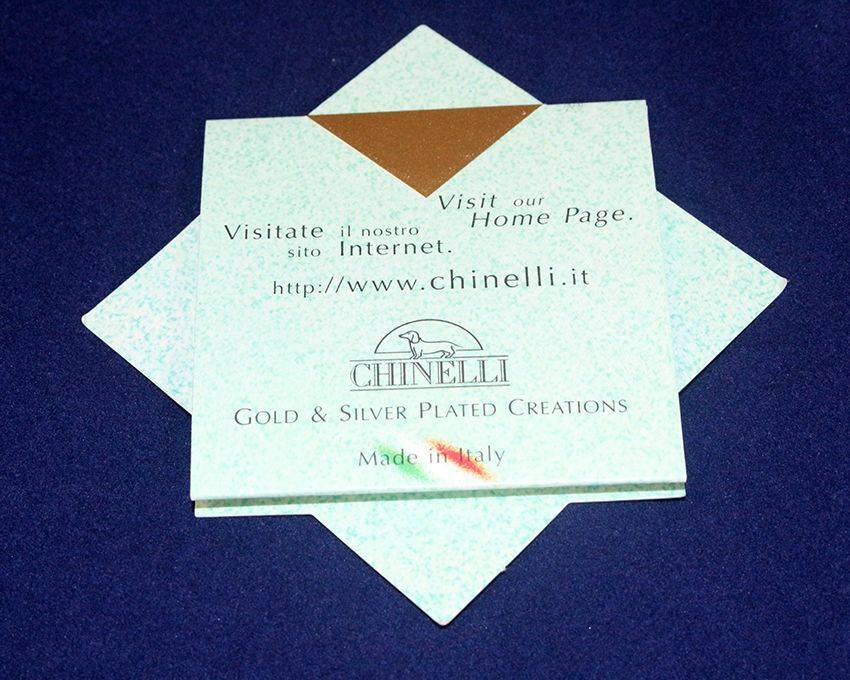 Visit our
Home Page.
Visitate il nostro
sito Internet.
http://www.chinelli.it
CHINELLI
GOLD & SILVER PLATED CREATIONS
Made in Italy